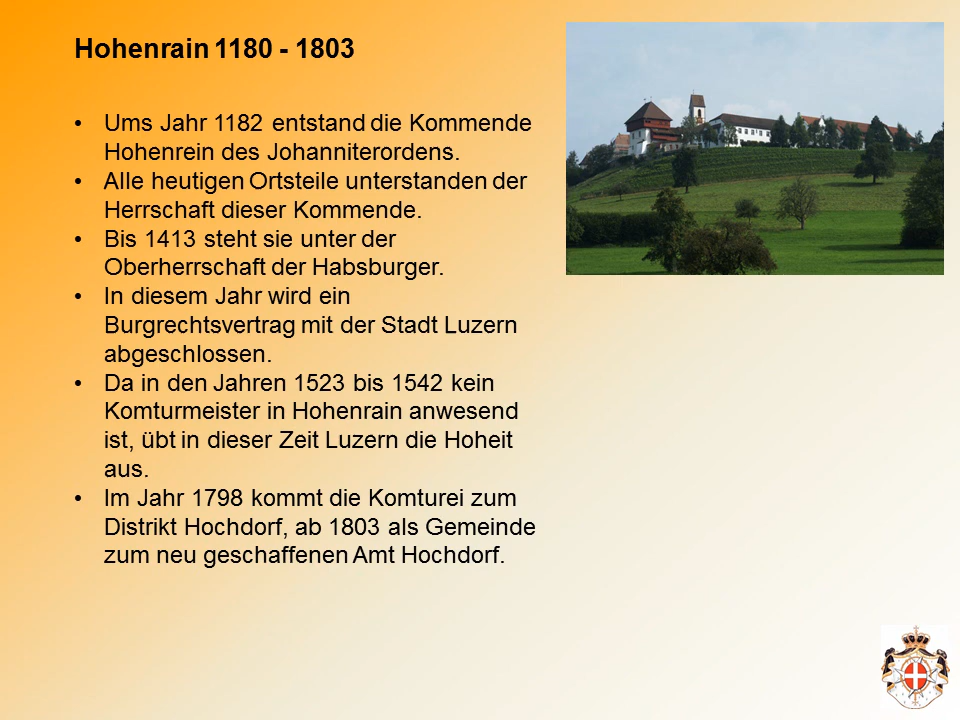 Hohenrain 1180 - 1803
• Ums Jahr 1182 entstand die Kommende
Hohenrein des Johanniterordens.
• Alle heutigen Ortsteile unterstanden der
Herrschaft dieser Kommende.
• Bis 1413 steht sie unter der
Oberherrschaft der Habsburger.
• In diesem Jahr wird ein
Burgrechtsvertrag mit der Stadt Luzern
abgeschlossen.
• Da in den Jahren 1523 bis 1542 kein
Komturmeister in Hohenrain anwesend
ist, übt in dieser Zeit Luzern die Hoheit
aus.
• Im Jahr 1798 kommt die Komturei zum
Distrikt Hochdorf, ab 1803 als Gemeinde
zum neu geschaffenen Amt Hochdorf.